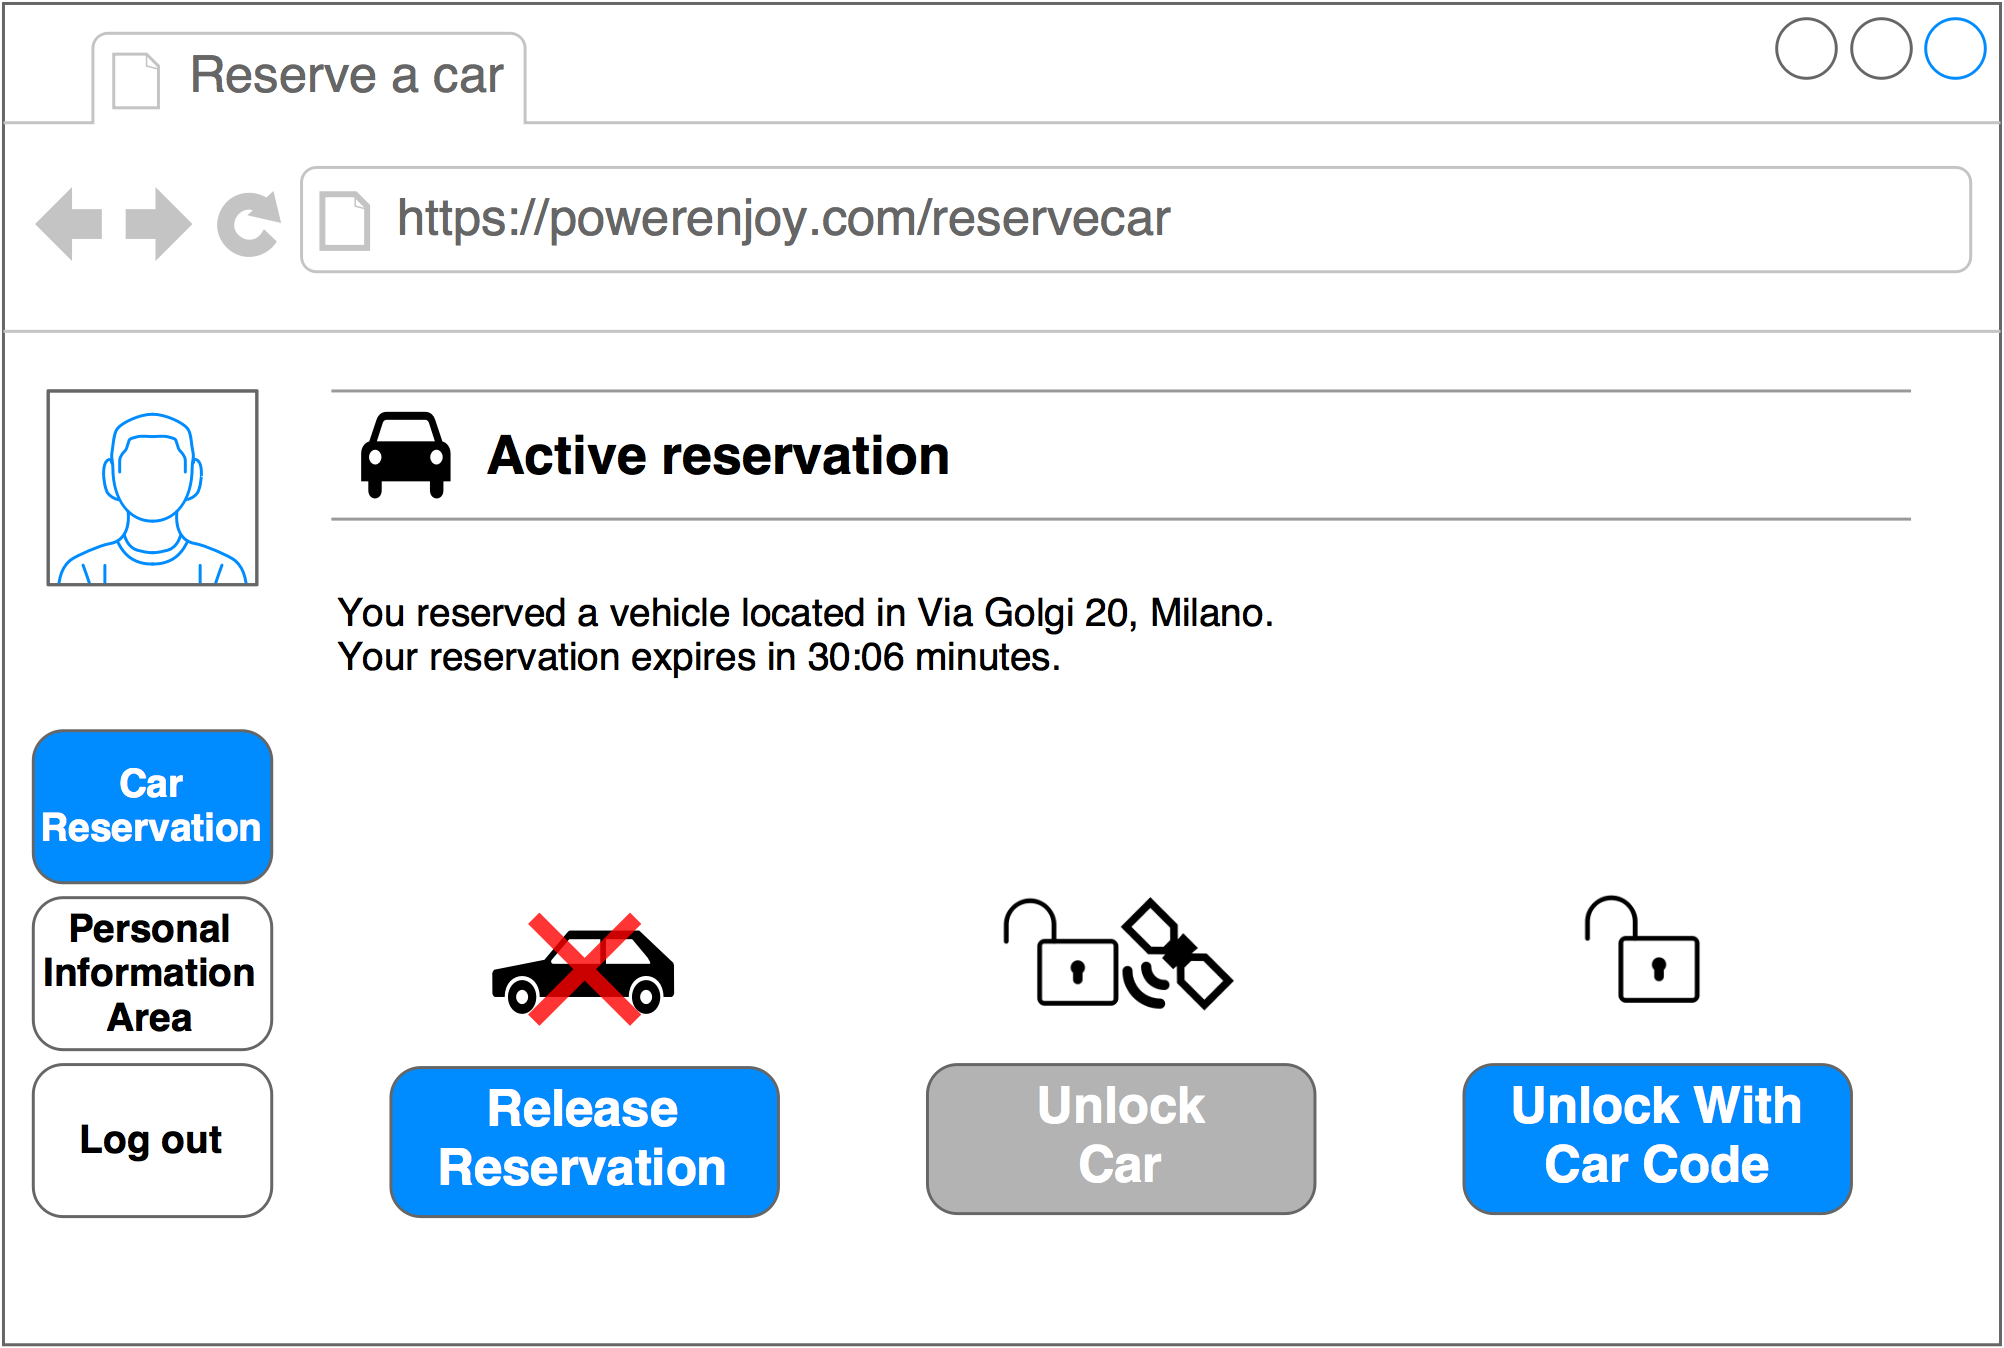 Reserve a car
https://powerenjoy.com/reservecar
Active reservation
You reserved a vehicle located in Via Golgi 20, Milano.
Your reservation expires in 30:06 minutes.
Car
Reservation
Personal
Information
Area
Log out
Release
Reservation
Unlock
Car
Unlock With
Car Code